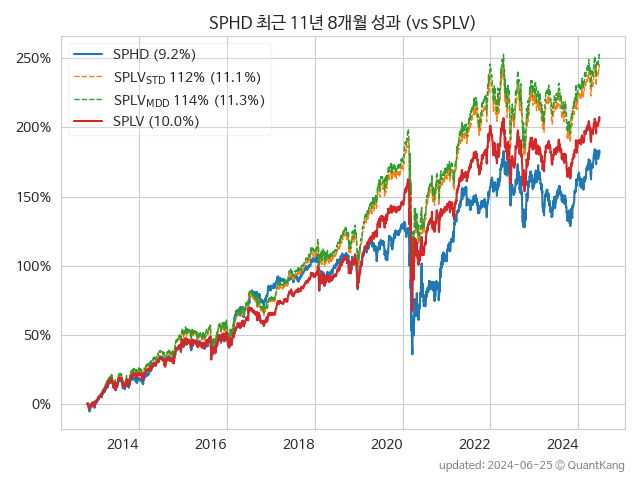 SPHD 최근 11년 8개월 성과 (vs SPLV)
SPHD (9.2%)
SPLV_STD 112% (11.1%)
SPLV_MDD 114% (11.3%)
SPLV (10.0%)
250%
200%
150%
100%
50%
0%
2014 2016 2018 2020 2022 2024
updated: 2024-06-25 © QuantKang